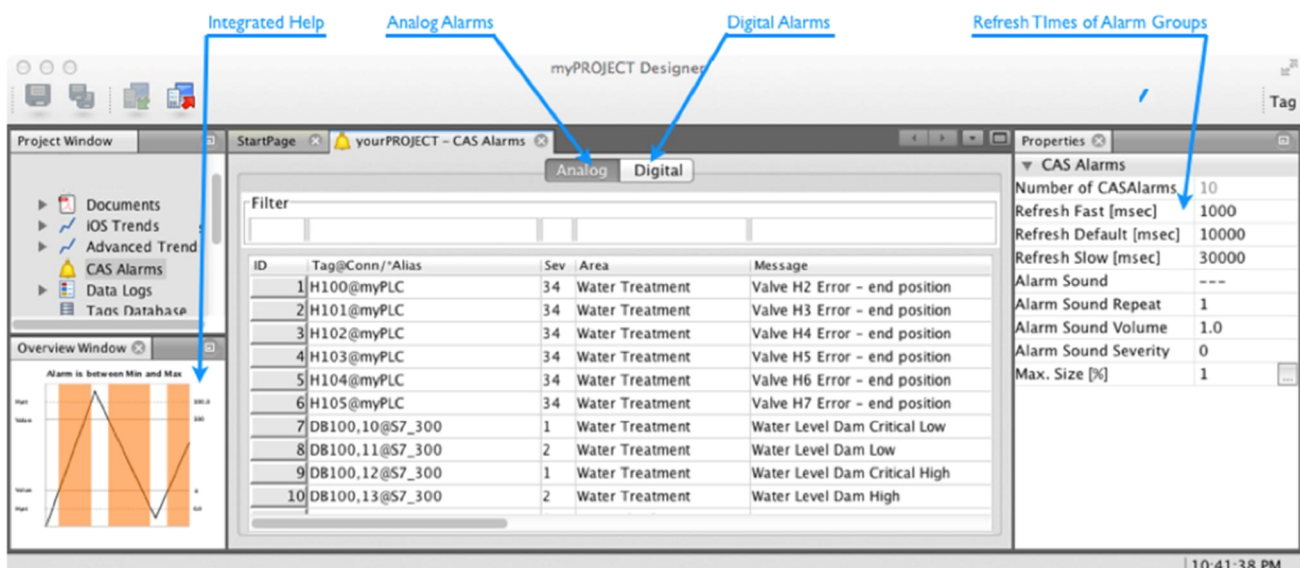 Integrated Help
Analog Alarms
Digital Alarms
Refresh TImes of Alarm Groups
myPROJECT Designer
Tag
Project Window
StartPage
yourPROJECT – CAS Alarms
Properties
Analog
Digital
Documents
iOS Trends
Advanced Trend
CAS Alarms
Data Logs
Tags Database
Filter
ID Tag@Conn/*Alias Sev Area Message
1 H100@myPLC 34 Water Treatment Valve H2 Error – end position
2 H101@myPLC 34 Water Treatment Valve H3 Error – end position
3 H102@myPLC 34 Water Treatment Valve H4 Error – end position
4 H103@myPLC 34 Water Treatment Valve H5 Error – end position
5 H104@myPLC 34 Water Treatment Valve H6 Error – end position
6 H105@myPLC 34 Water Treatment Valve H7 Error – end position
7 DB100,10@S7_300 1 Water Treatment Water Level Dam Critical Low
8 DB100,11@S7_300 2 Water Treatment Water Level Dam Low
9 DB100,12@S7_300 1 Water Treatment Water Level Dam Critical High
10 DB100,13@S7_300 2 Water Treatment Water Level Dam High
CAS Alarms
Number of CASAlarms 10
Refresh Fast [msec] 1000
Refresh Default [msec] 10000
Refresh Slow [msec] 30000
Alarm Sound ---
Alarm Sound Repeat 1
Alarm Sound Volume 1.0
Alarm Sound Severity 0
Max. Size [%] 1 ...
Overview Window
Alarm is between Min and Max
Hyst 100.0
Value 100
Value 0
Hyst 0.0
10:41:38 PM